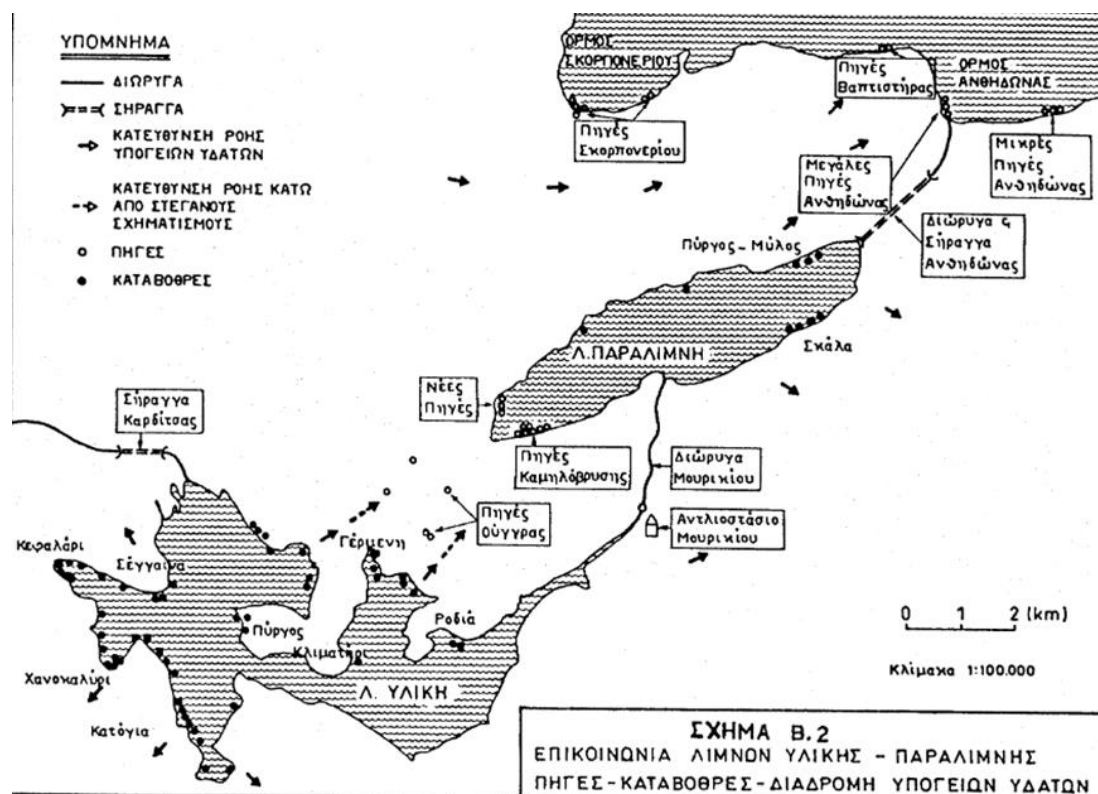 ΥΠΟΜΝΗΜΑ
ΔΙΩΡΥΓΑ
ΣΗΡΑΓΓΑ
ΚΑΤΕΥΘΥΝΣΗ ΡΟΗΣ
ΥΠΟΓΕΙΩΝ ΥΔΑΤΩΝ
ΚΑΤΕΥΘΥΝΣΗ ΡΟΗΣ ΚΑΤΩ
ΑΠΟ ΣΤΕΓΑΝΟΥΣ
ΣΧΗΜΑΤΙΣΜΟΥΣ
ΠΗΓΕΣ
ΚΑΤΑΒΟΘΡΕΣ
ΟΡΜΟΣ
ΣΚΟΡΠΟΝΕΡΙΟΥ
Πηγές
Σκορπονερίου
Πηγές
Βαπτιστήρας
ΟΡΜΟΣ
ΑΝΘΗΔΩΝΑΣ
Μεγάλες
Πηγές
Ανθηδώνας
Μικρές
Πηγές
Ανθηδώνας
Διώρυγα &
Σήραγγα
Ανθηδώνας
Πύργος - Μύλος
Λ. ΠΑΡΑΛΙΜΝΗ
Σκάλα
Νέες
Πηγές
Πηγές
Καμηλόβρυσης
Διώρυγα
Μουρικίου
Αντλιοστάσιο
Μουρικίου
Σήραγγα
Καρδίτσας
Πηγές
Ούγγρας
Κεφαλάρι
Σέγγαινα
Γέρμενη
Πύργος
Κλιματάρι
Ροδιά
Χανοκαλύρι
Κατόγια
Λ. ΥΛΙΚΗ
0 1 2 (km)
Κλίμακα 1:100.000
ΣΧΗΜΑ Β.2
ΕΠΙΚΟΙΝΩΝΙΑ ΛΙΜΝΩΝ ΥΛΙΚΗΣ - ΠΑΡΑΛΙΜΝΗΣ
ΠΗΓΕΣ-ΚΑΤΑΒΟΘΡΕΣ-ΔΙΑΔΡΟΜΗ ΥΠΟΓΕΙΩΝ ΥΔΑΤΩΝ